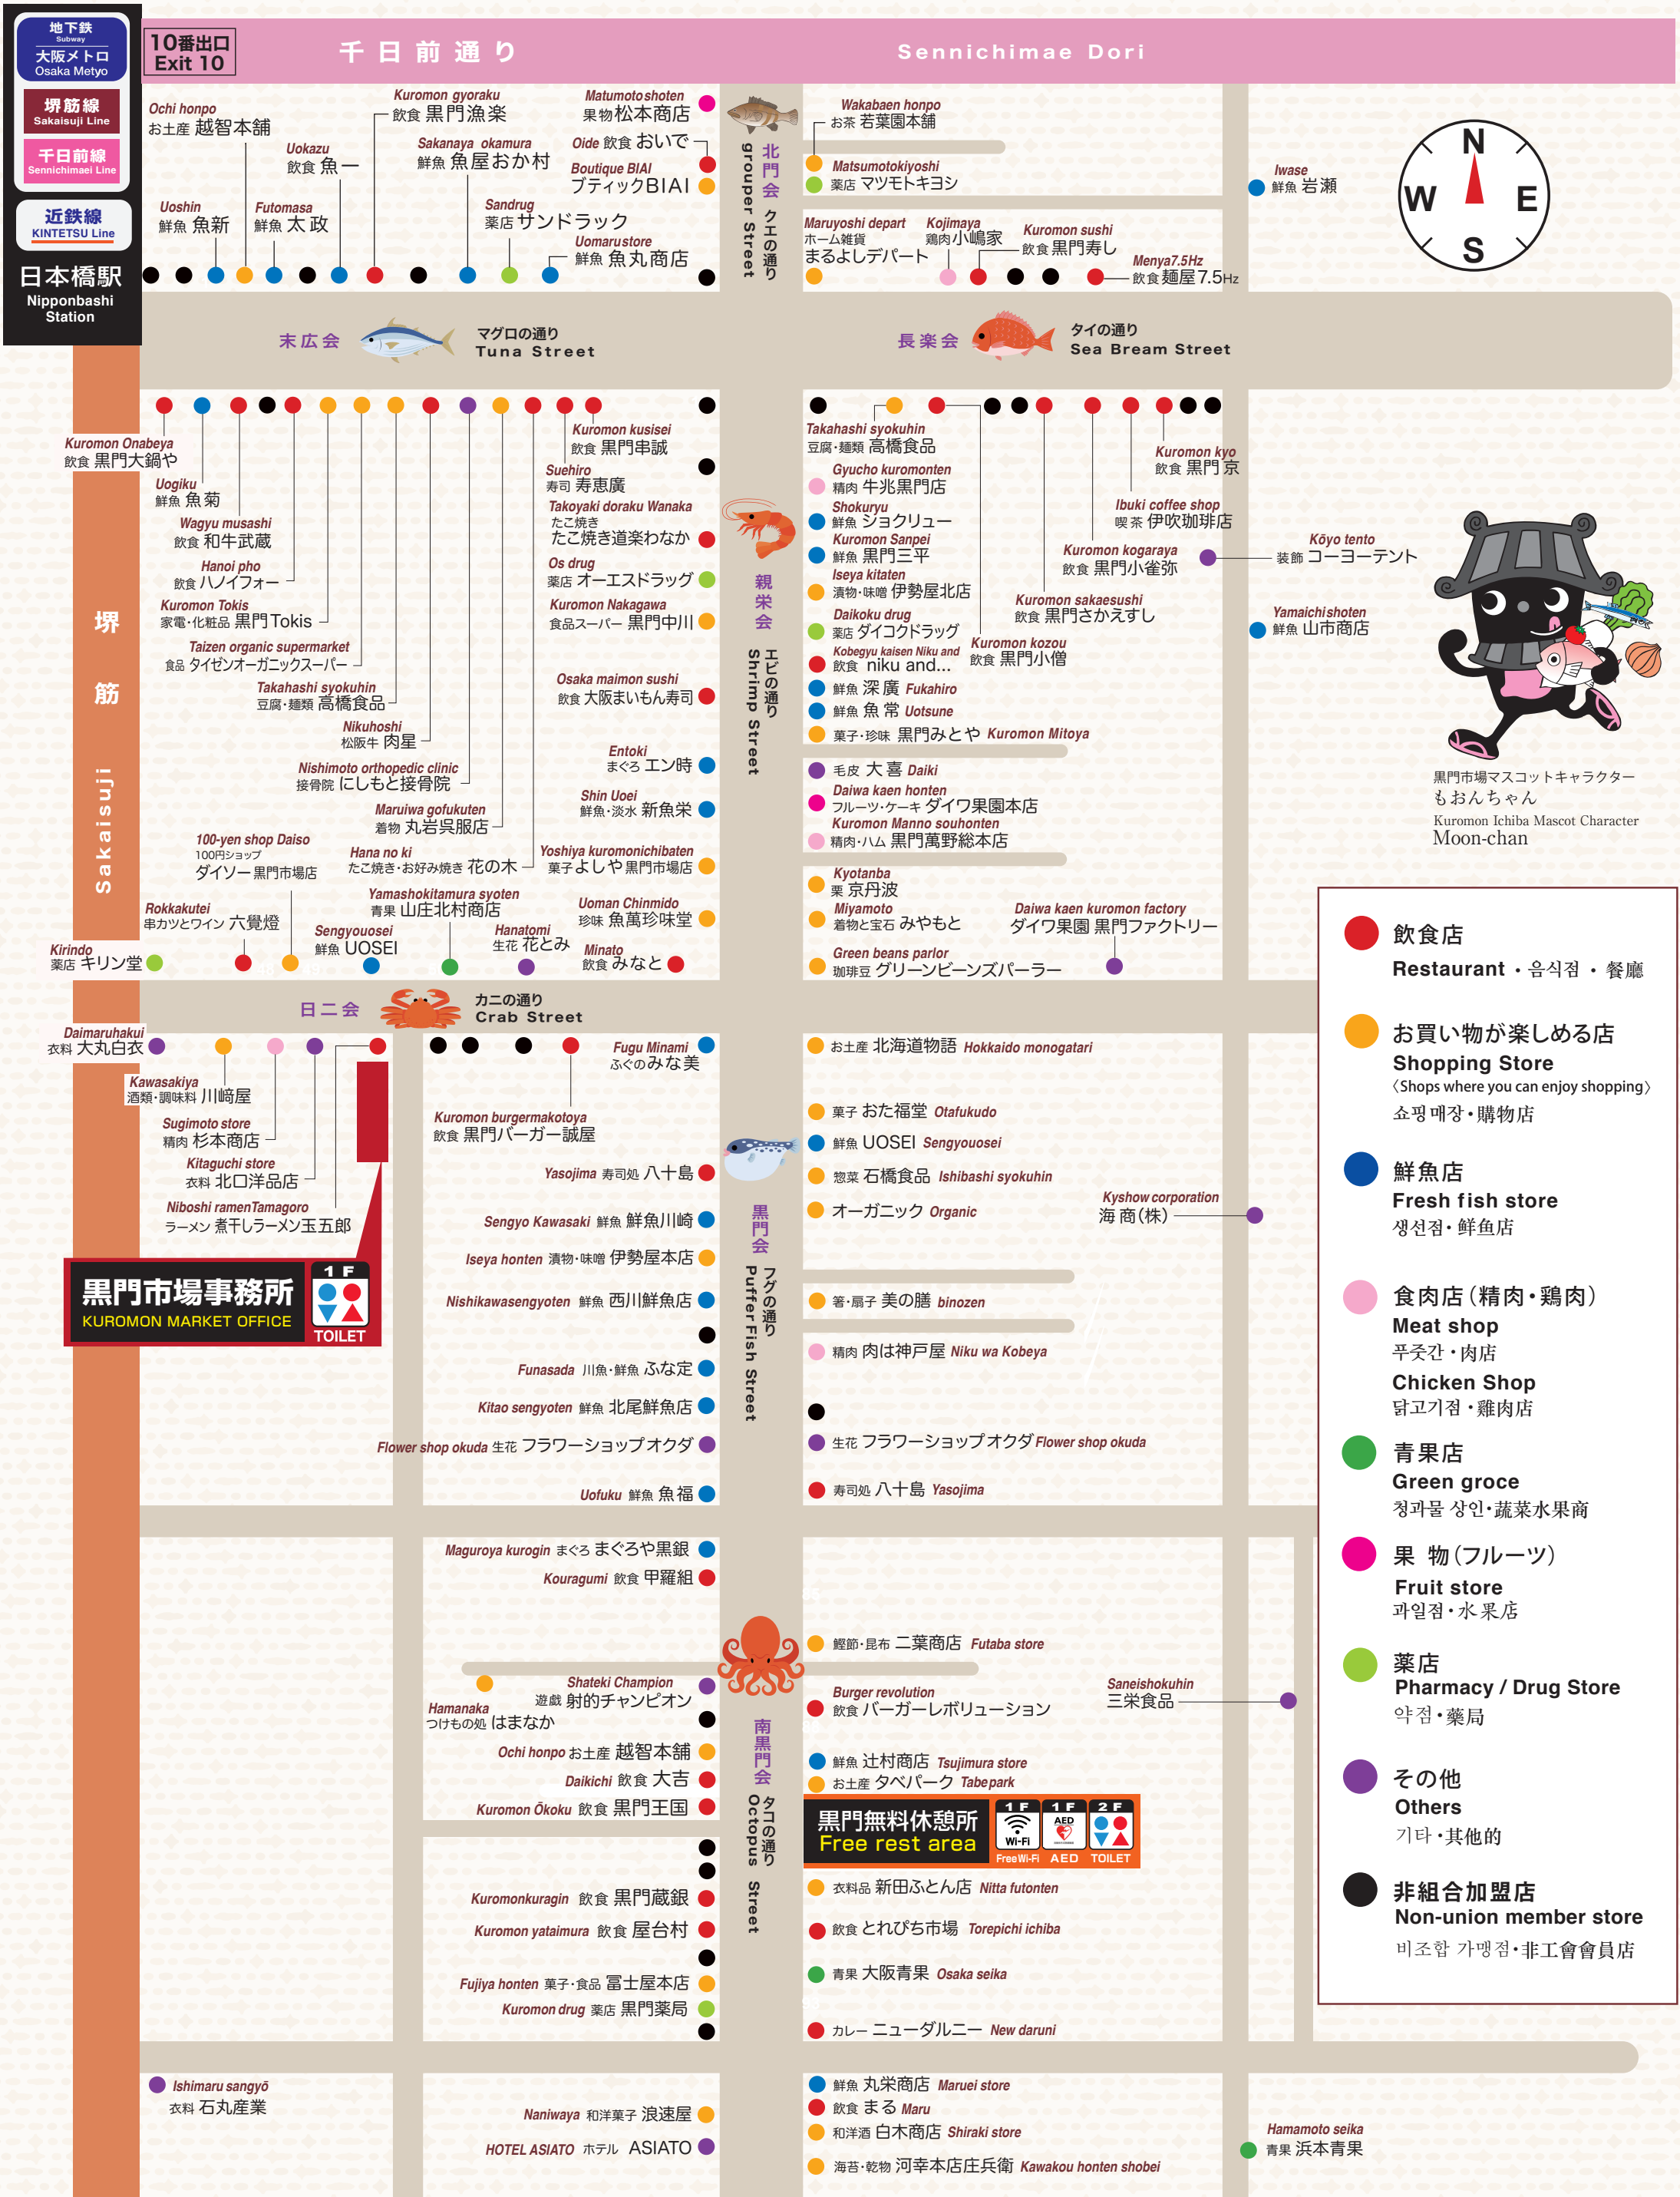 地下鉄
Subway
大阪メトロ
Osaka Metyo
堺筋線
Sakaisuji Line
千日前線
Sennichimaei Line
近鉄線
KINTETSU Line
日本橋駅
Nipponbashi
Station
10番出口
Exit 10
千日前通り
Sennichimae Dori
Ochi honpo
お土産 越智本舗
Kuromon gyoraku
飲食 黒門漁楽
Matumotoshoten
果物 松本商店
Uokazu
飲食 魚一
Sakanaya okamura
鮮魚 魚屋おか村
Oide 飲食 おいで
Boutique BIAI
ブティックBIAI
Uoshin
鮮魚 魚新
Futomasa
鮮魚 太政
Sandrug
薬店 サンドラック
Uomarustore
鮮魚 魚丸商店
北門会
クエの通り
grouper Street
Wakabaen honpo
お茶 若葉園本舗
Matsumotokiyoshi
薬店 マツモトキヨシ
Maruyoshi depart
ホーム雑貨
まるよしデパート
Kojimaya
鶏肉 小嶋家
Kuromon sushi
飲食 黒門寿し
Menya7.5Hz
飲食 麺屋 7.5Hz
Iwase
鮮魚 岩瀬
N
W
E
S
末広会
マグロの通り
Tuna Street
長楽会
タイの通り
Sea Bream Street
堺筋
Sakaisuji
Kuromon Onabeya
飲食 黒門大鍋や
Uogiku
鮮魚 魚菊
Wagyu musashi
飲食 和牛武蔵
Hanoi pho
飲食 ハノイフォー
Kuromon Tokis
家電・化粧品 黒門Tokis
Taizen organic supermarket
食品 タイゼンオーガニックスーパー
Takahashi syokuhin
豆腐・麺類 高橋食品
Nikuhoshi
松阪牛 肉星
Nishimoto orthopedic clinic
接骨院 にしもと接骨院
Maruiwa gofukuten
着物 丸岩呉服店
Hana no ki
たこ焼き・お好み焼き 花の木
Kuromon kusisei
飲食 黒門串誠
Suehiro
寿司 寿恵廣
Takoyaki doraku Wanaka
たこ焼き
たこ焼き道楽わなか
Os drug
薬店 オーエスドラッグ
Kuromon Nakagawa
食品スーパー 黒門中川
Osaka maimon sushi
飲食 大阪まいもん寿司
Entoki
まぐろ エン時
Shin Uoei
鮮魚・淡水 新魚栄
Yoshiya kuromonichibaten
菓子 よしや 黒門市場店
Uoman Chinmido
珍味 魚萬珍味堂
Minato
飲食 みなと
100-yen shop Daiso
100円ショップ
ダイソー 黒門市場店
Rokkakutei
串カツとワイン 六覺燈
Yamashokitamura syoten
青果 山庄北村商店
Sengyouosei
鮮魚 UOSEI
Hanatomi
生花 花とみ
Kirindo
薬店 キリン堂
親栄会
エビの通り
Shrimp Street
Takahashi syokuhin
豆腐・麺類 高橋食品
Gyucho kuromonten
精肉 牛兆黒門店
Shokuryu
鮮魚 ショクリュー
Kuromon Sanpei
鮮魚 黒門三平
Iseya kitaten
漬物・味噌 伊勢屋北店
Daikoku drug
薬店 ダイコクドラッグ
Kobegyu kaisen Niku and
飲食 niku and...
鮮魚 深廣 Fukahiro
鮮魚 魚常 Uotsune
菓子・珍味 黒門みとや Kuromon Mitoya
毛皮 大喜 Daiki
Daiwa kaen honten
フルーツ・ケーキ ダイワ果園本店
Kuromon Manno souhonten
精肉・ハム 黒門萬野総本店
Kyotanba
栗 京丹波
Miyamoto
着物と宝石 みやもと
Green beans parlor
珈琲豆 グリーンビーンズパーラー
Daiwa kaen kuromon factory
ダイワ果園 黒門ファクトリー
Kuromon kyo
飲食 黒門 京
Ibuki coffee shop
喫茶 伊吹珈琲店
Kuromon kogaraya
飲食 黒門小雀弥
Kuromon sakaesushi
飲食 黒門さかえすし
Kuromon kozou
飲食 黒門小僧
Kōyo tento
装飾 コーヨーテント
Yamaichishoten
鮮魚 山市商店
黒門市場マスコットキャラクター
もおんちゃん
Kuromon Ichiba Mascot Character
Moon-chan
日二会
カニの通り
Crab Street
Daimaruhakui
衣料 大丸白衣
Kawasakiya
酒類・調味料 川﨑屋
Sugimoto store
精肉 杉本商店
Kitaguchi store
衣料 北口洋品店
Niboshi ramenTamagoro
ラーメン 煮干しラーメン玉五郎
黒門市場事務所
KUROMON MARKET OFFICE
1F
TOILET
Fugu Minami
ふぐのみな美
Kuromon burgermakotoya
飲食 黒門バーガー誠屋
Yasojima 寿司処 八十島
Sengyo Kawasaki 鮮魚 鮮魚川崎
Iseya honten 漬物・味噌 伊勢屋本店
Nishikawasengyoten 鮮魚 西川鮮魚店
Funasada 川魚・鮮魚 ふな定
Kitao sengyoten 鮮魚 北尾鮮魚店
Flower shop okuda 生花 フラワーショップオクダ
Uofuku 鮮魚 魚福
黒門会
フグの通り
Puffer Fish Street
お土産 北海道物語 Hokkaido monogatari
菓子 おた福堂 Otafukudo
鮮魚 UOSEI Sengyouosei
惣菜 石橋食品 Ishibashi syokuhin
オーガニック Organic
箸・扇子 美の膳 binozen
精肉 肉は神戸屋 Niku wa Kobeya
生花 フラワーショップオクダ Flower shop okuda
寿司処 八十島 Yasojima
Kyshow corporation
海商(株)
Maguroya kurogin まぐろ まぐろや黒銀
Kouragumi 飲食 甲羅組
Shateki Champion
遊戯 射的チャンピオン
Hamanaka
つけもの処 はまなか
Ochi honpo お土産 越智本舗
Daikichi 飲食 大吉
Kuromon Ōkoku 飲食 黒門王国
Kuromonkuragin 飲食 黒門蔵銀
Kuromon yataimura 飲食 屋台村
Fujiya honten 菓子・食品 冨士屋本店
Kuromon drug 薬店 黒門薬局
南黒門会
タコの通り
Octopus Street
鰹節・昆布 二葉商店 Futaba store
Burger revolution
飲食 バーガーレボリューション
鮮魚 辻村商店 Tsujimura store
お土産 タベパーク Tabepark
黒門無料休憩所
Free rest area
1F
Wi-Fi
Free Wi-Fi
1F
AED
AED
2F
TOILET
衣料品 新田ふとん店 Nitta futonten
飲食 とれぴち市場 Torepichi ichiba
青果 大阪青果 Osaka seika
カレー ニューダルニー New daruni
Saneishokuhin
三栄食品
Ishimaru sangyō
衣料 石丸産業
Naniwaya 和洋菓子 浪速屋
HOTEL ASIATO ホテル ASIATO
鮮魚 丸栄商店 Maruei store
飲食 まる Maru
和洋酒 白木商店 Shiraki store
海苔・乾物 河幸本店庄兵衛 Kawakou honten shobei
Hamamoto seika
青果 浜本青果
飲食店
Restaurant ・ 음식점 ・ 餐廳
お買い物が楽しめる店
Shopping Store
〈Shops where you can enjoy shopping〉
쇼핑매장・購物店
鮮魚店
Fresh fish store
생선점・鲜鱼店
食肉店(精肉・鶏肉)
Meat shop
푸줏간・肉店
Chicken Shop
닭고기점・雞肉店
青果店
Green groce
청과물 상인・蔬菜水果商
果物(フルーツ)
Fruit store
과일점・水果店
薬店
Pharmacy / Drug Store
약점・藥局
その他
Others
기타・其他的
非組合加盟店
Non-union member store
비조합 가맹점・非工會會員店